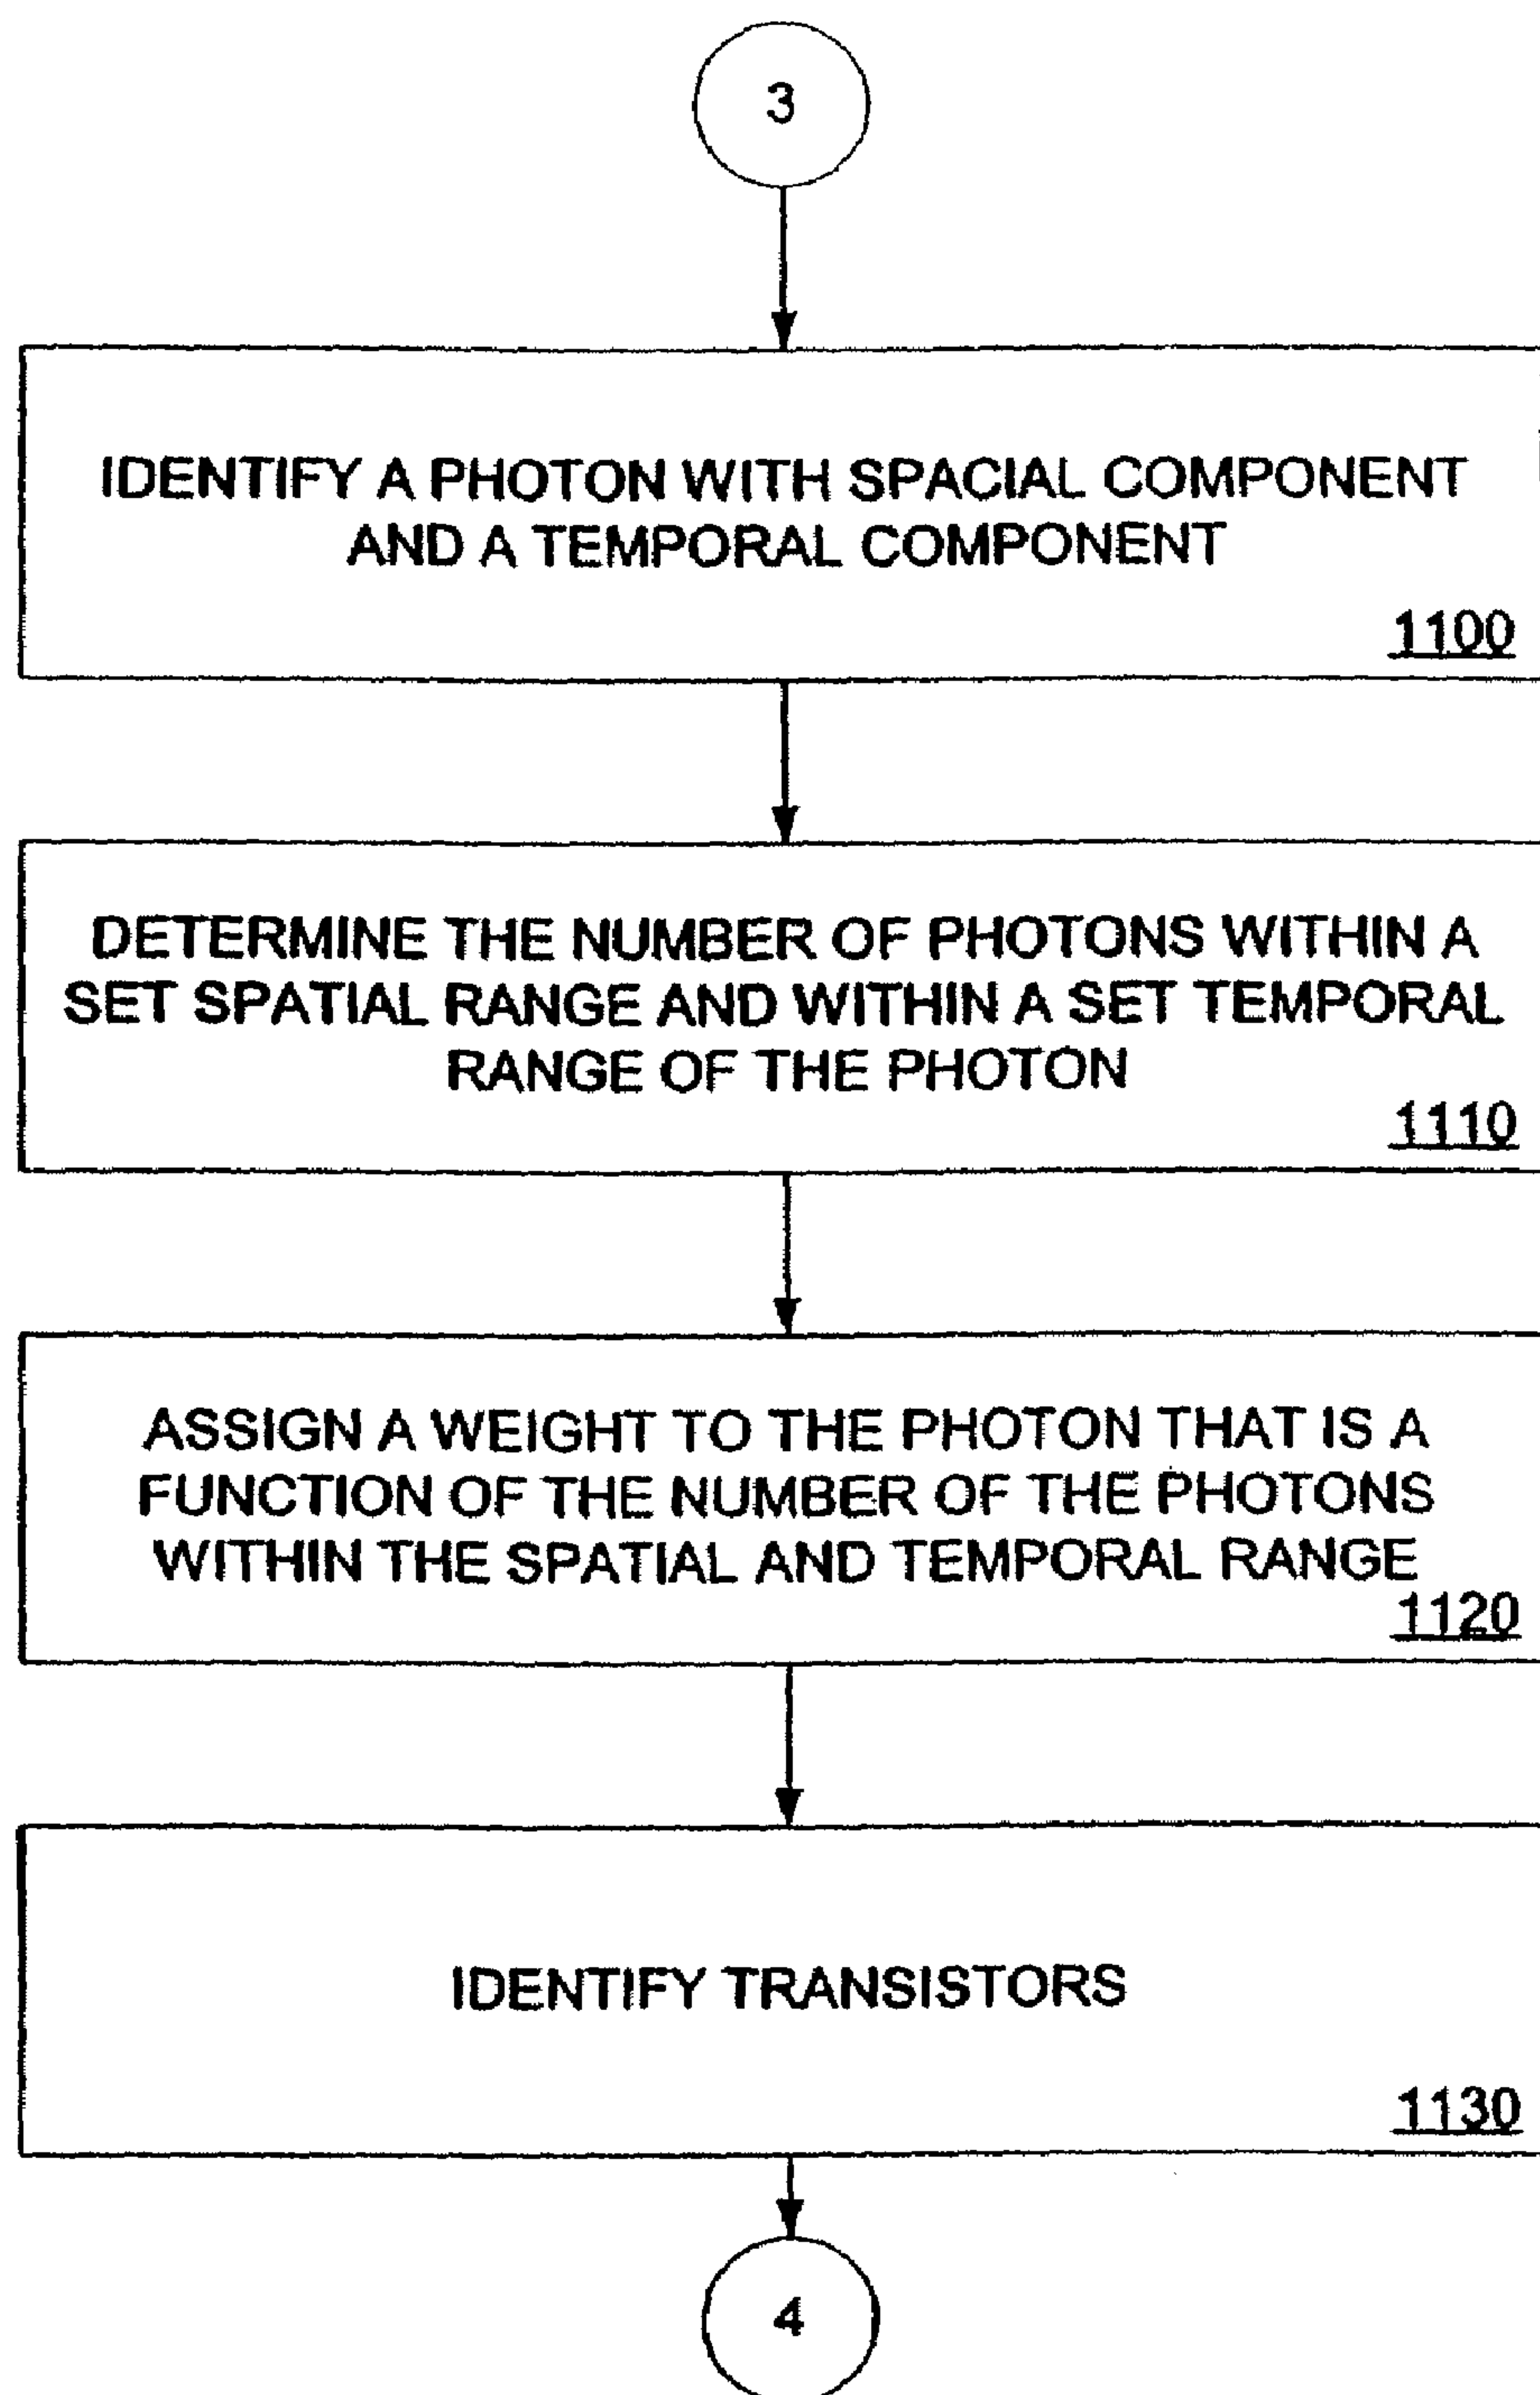 3
IDENTIFY A PHOTON WITH SPACIAL COMPONENT
AND A TEMPORAL COMPONENT
1100
DETERMINE THE NUMBER OF PHOTONS WITHIN A
SET SPATIAL RANGE AND WITHIN A SET TEMPORAL
RANGE OF THE PHOTON
1110
ASSIGN A WEIGHT TO THE PHOTON THAT IS A
FUNCTION OF THE NUMBER OF THE PHOTONS
WITHIN THE SPATIAL AND TEMPORAL RANGE
1120
IDENTIFY TRANSISTORS
1130
4